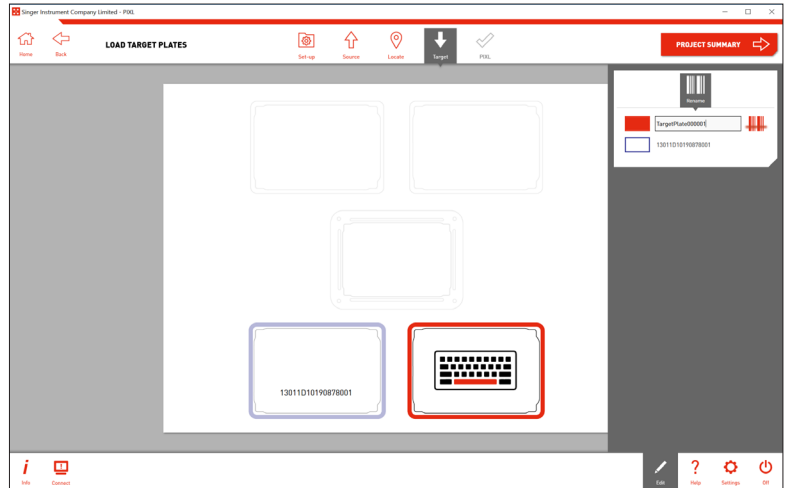 Singer Instrument Company Limited - PIXL
Home
Back
LOAD TARGET PLATES
Set-up
Source
Locate
Target
PIXL
PROJECT SUMMARY
Rename
TargetPlate000001
13011D10190878001
13011D10190878001
Info
Connect
Edit
Help
Settings
Off